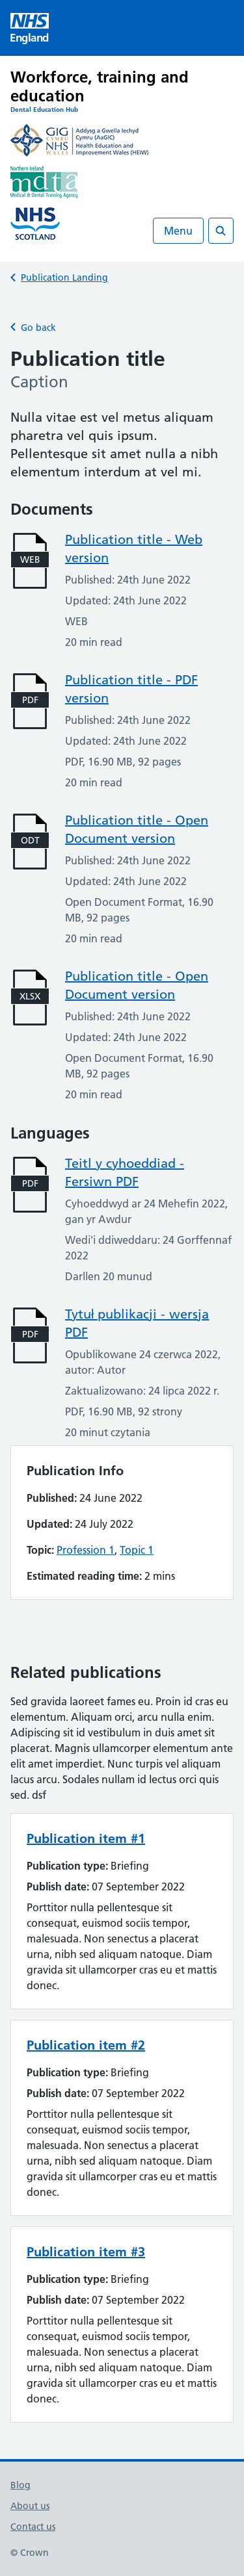 NHS
England
Workforce, training and
education
Dental Education Hub
GIG
CYMRU
NHS
WALES
Addysg a Gwella Iechyd
Cymru (AaGIC)
Health Education and
Improvement Wales (HEIW)
Northern Ireland
mdta
Medical & Dental Training Agency
NHS
SCOTLAND
Menu
Publication Landing
Go back
Publication title
Caption
Nulla vitae est vel metus aliquam
pharetra vel quis ipsum.
Pellentesque sit amet nulla a nibh
elementum interdum at vel mi.
Documents
WEB
Publication title - Web
version
Published: 24th June 2022
Updated: 24th June 2022
WEB
20 min read
PDF
Publication title - PDF
version
Published: 24th June 2022
Updated: 24th June 2022
PDF, 16.90 MB, 92 pages
20 min read
ODT
Publication title - Open
Document version
Published: 24th June 2022
Updated: 24th June 2022
Open Document Format, 16.90
MB, 92 pages
20 min read
XLSX
Publication title - Open
Document version
Published: 24th June 2022
Updated: 24th June 2022
Open Document Format, 16.90
MB, 92 pages
20 min read
Languages
PDF
Teitl y cyhoeddiad -
Fersiwn PDF
Cyhoeddwyd ar 24 Mehefin 2022,
gan yr Awdur
Wedi'i ddiweddaru: 24 Gorffennaf
2022
Darllen 20 munud
PDF
Tytuł publikacji - wersja
PDF
Opublikowane 24 czerwca 2022,
autor: Autor
Zaktualizowano: 24 lipca 2022 r.
PDF, 16.90 MB, 92 strony
20 minut czytania
Publication Info
Published: 24 June 2022
Updated: 24 July 2022
Topic: Profession 1, Topic 1
Estimated reading time: 2 mins
Related publications
Sed gravida laoreet fames eu. Proin id cras eu
elementum. Aliquam orci, arcu nulla enim.
Adipiscing sit id vestibulum in duis amet sit
placerat. Magnis ullamcorper elementum ante
elit amet imperdiet. Nunc turpis vel aliquam
lacus arcu. Sodales nullam id lectus orci quis
sed. dsf
Publication item #1
Publication type: Briefing
Publish date: 07 September 2022
Porttitor nulla pellentesque sit
consequat, euismod sociis tempor,
malesuada. Non senectus a placerat
urna, nibh sed aliquam natoque. Diam
gravida sit ullamcorper cras eu et mattis
donec.
Publication item #2
Publication type: Briefing
Publish date: 07 September 2022
Porttitor nulla pellentesque sit
consequat, euismod sociis tempor,
malesuada. Non senectus a placerat
urna, nibh sed aliquam natoque. Diam
gravida sit ullamcorper cras eu et mattis
donec.
Publication item #3
Publication type: Briefing
Publish date: 07 September 2022
Porttitor nulla pellentesque sit
consequat, euismod sociis tempor,
malesuada. Non senectus a placerat
urna, nibh sed aliquam natoque. Diam
gravida sit ullamcorper cras eu et mattis
donec.
Blog
About us
Contact us
© Crown